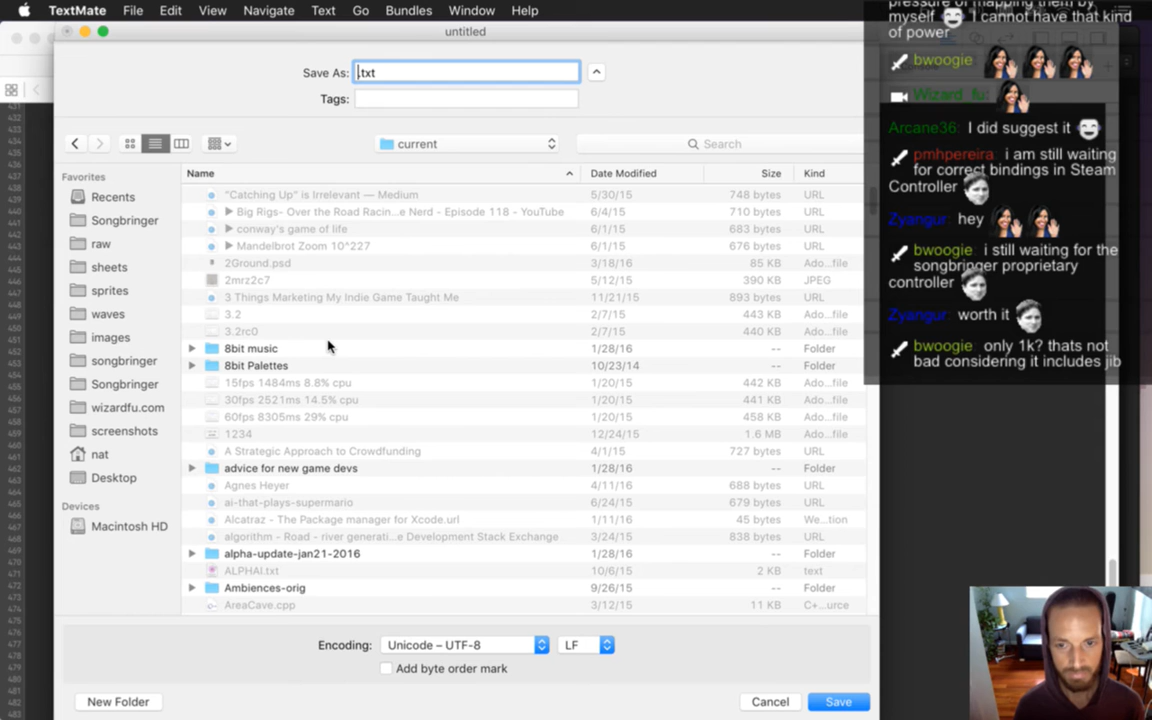 TextMate File Edit View Navigate Text Go Bundles Window Help
untitled
Save As: .txt
Tags:
current
Search
Favorites
Recents
Songbringer
raw
sheets
sprites
waves
images
songbringer
Songbringer
wizardfu.com
screenshots
nat
Desktop
Devices
Macintosh HD
Name Date Modified Size Kind
"Catching Up" is Irrelevant — Medium 5/30/15 748 bytes URL
▶ Big Rigs- Over the Road Racin...e Nerd - Episode 118 - YouTube 6/4/15 710 bytes URL
▶ conway's game of life 6/1/15 683 bytes URL
▶ Mandelbrot Zoom 10^227 6/1/15 676 bytes URL
2Ground.psd 3/18/16 85 KB Ado...file
2mrz2c7 5/12/15 390 KB JPEG
3 Things Marketing My Indie Game Taught Me 11/21/15 893 bytes URL
3.2 2/7/15 443 KB Ado...file
3.2rc0 2/7/15 440 KB Ado...file
8bit music 1/28/16 -- Folder
8bit Palettes 10/23/14 -- Folder
15fps 1484ms 8.8% cpu 1/20/15 442 KB Ado...file
30fps 2521ms 14.5% cpu 1/20/15 441 KB Ado...file
60fps 8305ms 29% cpu 1/20/15 458 KB Ado...file
1234 12/24/15 1.6 MB Ado...file
A Strategic Approach to Crowdfunding 4/1/15 727 bytes URL
advice for new game devs 1/28/16 -- Folder
Agnes Heyer 4/11/16 688 bytes URL
ai-that-plays-supermario 6/24/15 679 bytes URL
Alcatraz - The Package manager for Xcode.url 1/11/16 45 bytes We...tion
algorithm - Road - river generati...e Development Stack Exchange 3/24/15 838 bytes URL
alpha-update-jan21-2016 1/28/16 -- Folder
ALPHAI.txt 10/6/15 2 KB text
Ambiences-orig 9/26/15 -- Folder
AreaCave.cpp 3/12/15 11 KB C+...urce
Encoding: Unicode – UTF-8 LF
Add byte order mark
New Folder Cancel Save
pressure of mapping them by
myself I cannot have that kind
of power
bwoogie
Wizard_fu:
Arcane36: I did suggest it
pmhpereira: i am still waiting
for correct bindings in Steam
Controller
Zyangur: hey
bwoogie: i still waiting for the
songbringer proprietary
controller
Zyangur: worth it
bwoogie: only 1k? thats not
bad considering it includes jib